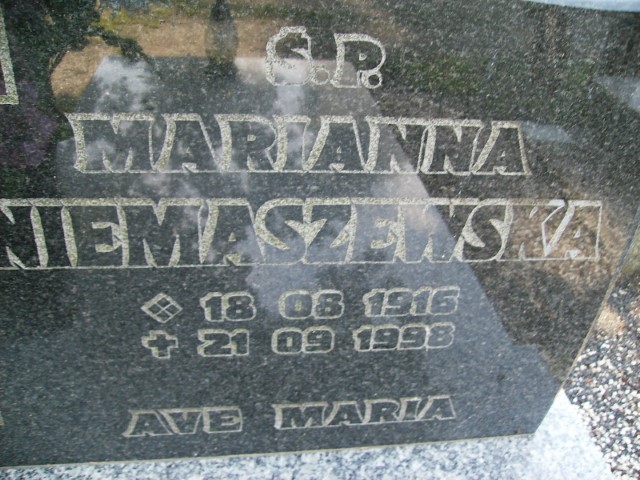 Ś.P.
MARIANNA
NIEMASZEWSKA
18 08 1916
21 09 1998
AVE MARIA